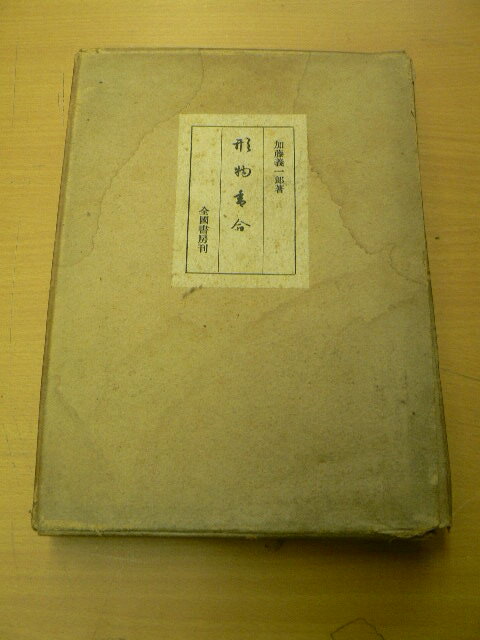 加藤義一郎著
形物香合
全國書房刊